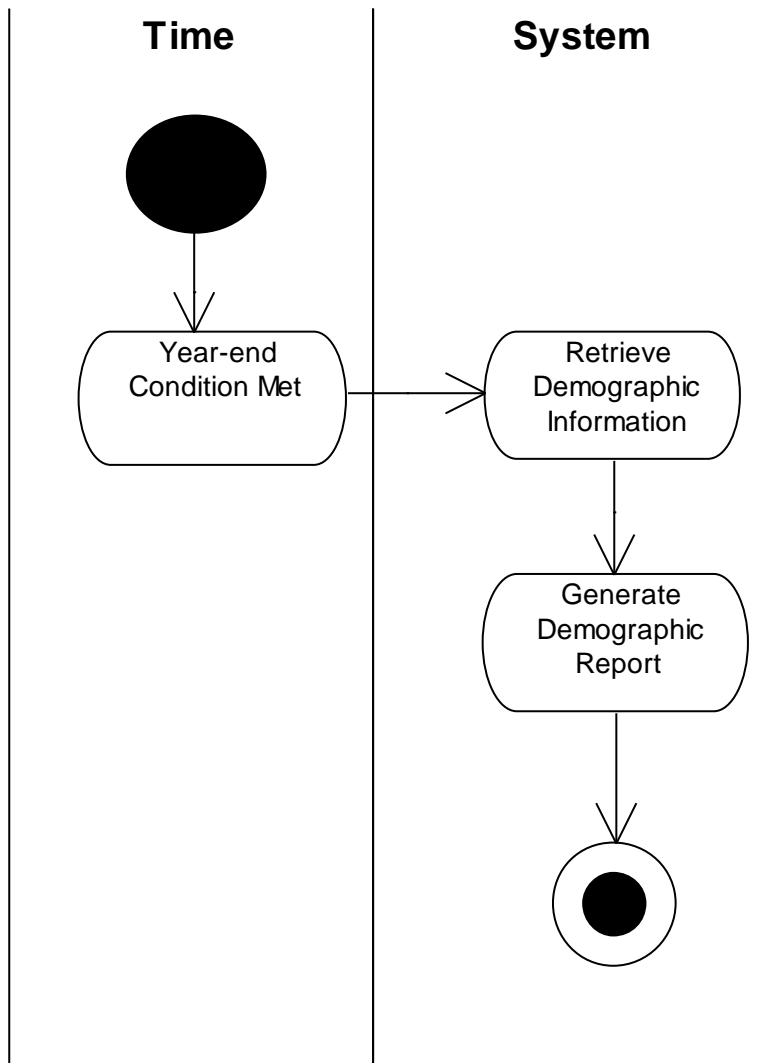 Time
System
Year-end
Condition Met
Retrieve
Demographic
Information
Generate
Demographic
Report